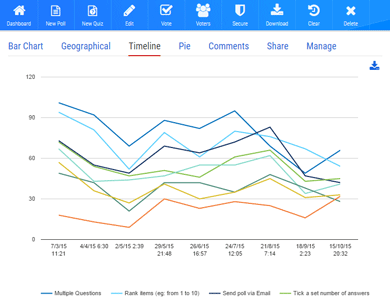 Dashboard New Poll New Quiz Edit Vote Voters Secure Download Clear Delete
Bar Chart Geographical Timeline Pie Comments Share Manage
120
90
60
30
0
7/3/15 4/4/15 6:30 2/5/15 2:39 29/5/15 26/6/15 24/7/15 21/8/15 18/9/15 15/10/15
11:21 21:48 16:57 12:05 7:14 2:23 20:32
Multiple Questions Rank items (eg: from 1 to 10) Send poll via Email Tick a set number of answers